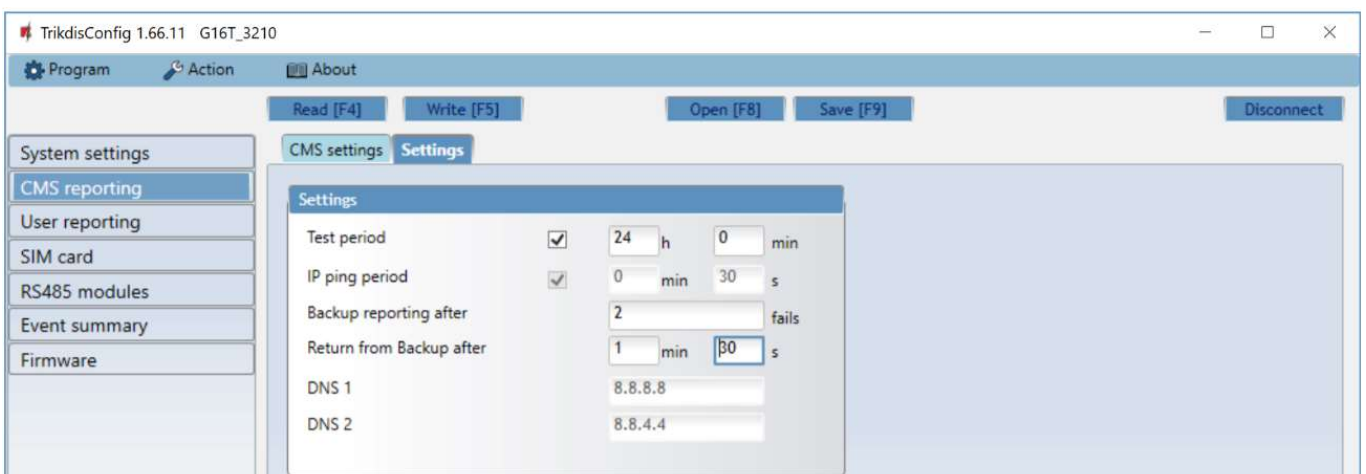 TrikdisConfig 1.66.11 G16T_3210
Program Action About
Read [F4] Write [F5] Open [F8] Save [F9] Disconnect
System settings
CMS reporting
User reporting
SIM card
RS485 modules
Event summary
Firmware
CMS settings Settings
Settings
Test period 24 h 0 min
IP ping period 0 min 30 s
Backup reporting after 2 fails
Return from Backup after 1 min 30 s
DNS 1 8.8.8.8
DNS 2 8.8.4.4